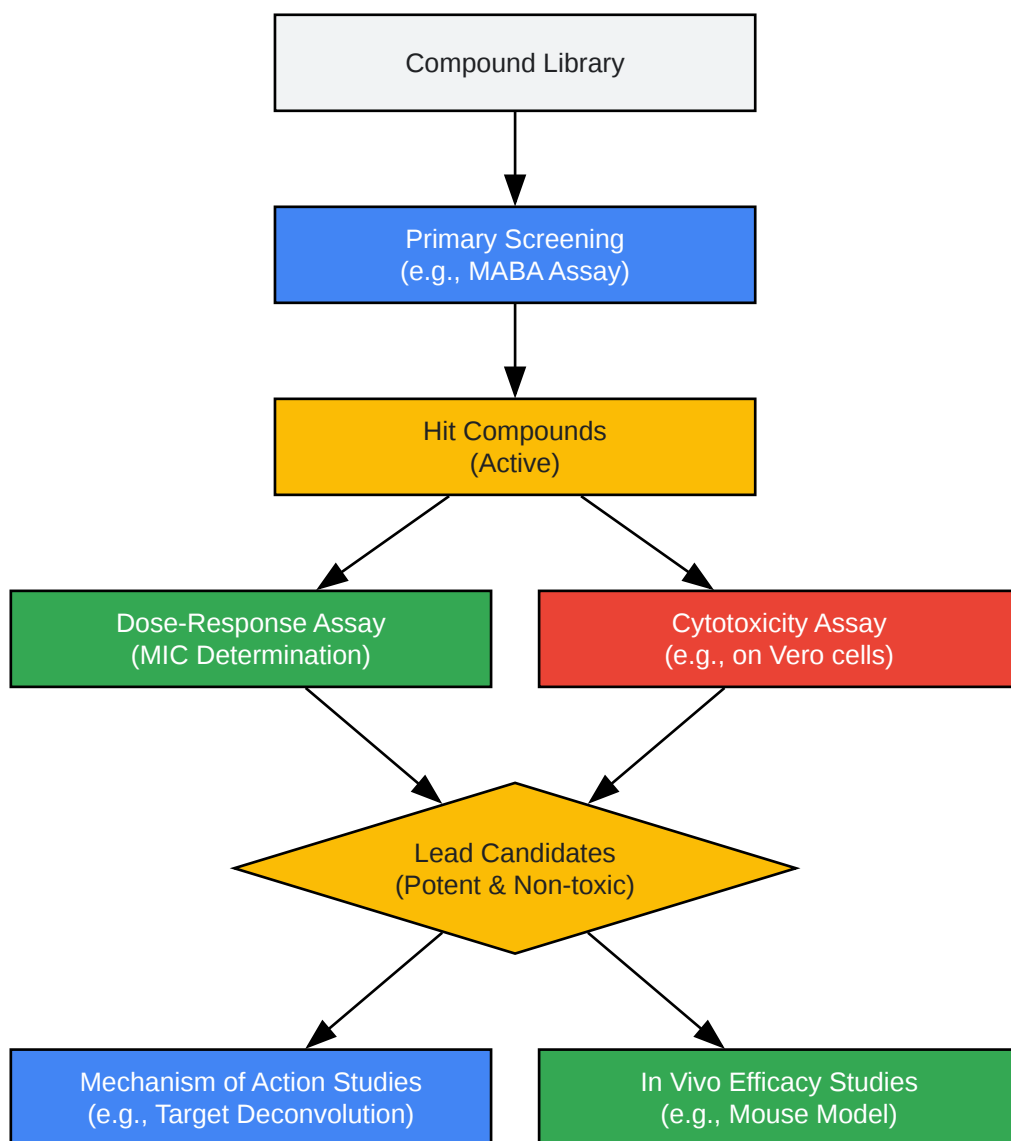 Compound Library
Primary Screening
(e.g., MABA Assay)
Hit Compounds
(Active)
Dose-Response Assay
(MIC Determination)
Cytotoxicity Assay
(e.g., on Vero cells)
Lead Candidates
(Potent & Non-toxic)
Mechanism of Action Studies
(e.g., Target Deconvolution)
In Vivo Efficacy Studies
(e.g., Mouse Model)